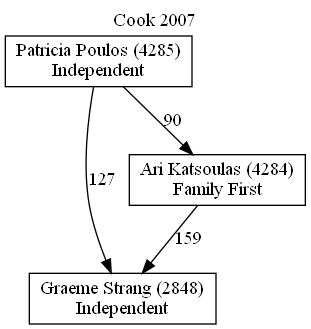 Cook 2007
Patricia Poulos (4285)
Independent
90
Ari Katsoulas (4284)
Family First
127
159
Graeme Strang (2848)
Independent